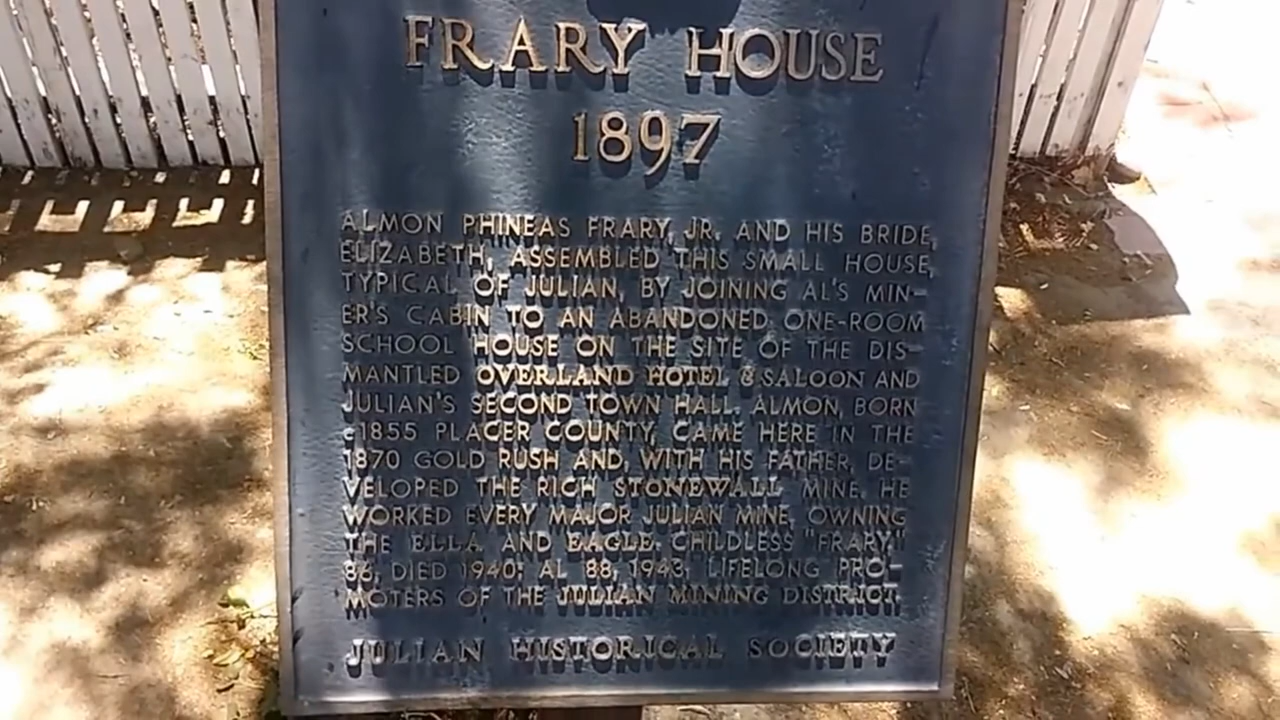 FRARY HOUSE
1897
ALMON PHINEAS FRARY, JR. AND HIS BRIDE,
ELIZABETH, ASSEMBLED THIS SMALL HOUSE,
TYPICAL OF JULIAN, BY JOINING AL'S MIN-
ER'S CABIN TO AN ABANDONED ONE-ROOM
SCHOOL HOUSE ON THE SITE OF THE DIS-
MANTLED OVERLAND HOTEL & SALOON AND
JULIAN'S SECOND TOWN HALL. ALMON, BORN
c1855 PLACER COUNTY, CAME HERE IN THE
1870 GOLD RUSH AND, WITH HIS FATHER, DE-
VELOPED THE RICH STONEWALL MINE. HE
WORKED EVERY MAJOR JULIAN MINE, OWNING
THE ELLA AND EAGLE. CHILDLESS "FRARY,"
86, DIED 1940; AL 88, 1943, LIFELONG PRO-
MOTERS OF THE JULIAN MINING DISTRICT.
JULIAN HISTORICAL SOCIETY